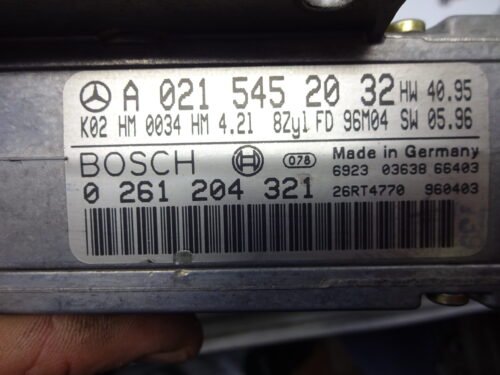 A 021 545 20 32 HW 40.95
K02 HM 0034 HM 4.21 8Zyl FD 96M04 SW 05.96
BOSCH 078 Made in Germany
6923 03638 66403
0 261 204 321 26RT4770 960403